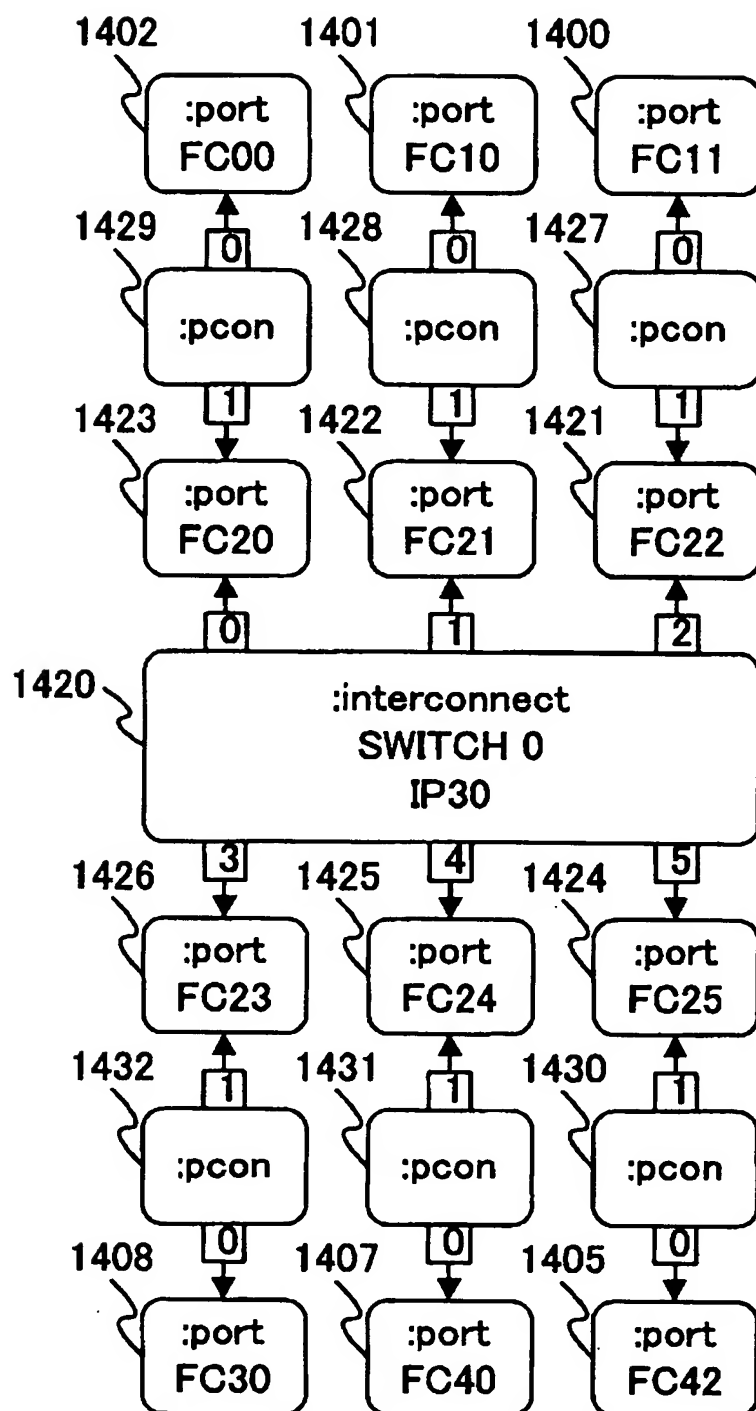 1402 1401 1400
:port :port :port
FC00 FC10 FC11
1429 0 1428 0 1427 0
:pcon :pcon :pcon
1 1 1
1423 1422 1421
:port :port :port
FC20 FC21 FC22
0 1 2
1420
:interconnect
SWITCH 0
IP30
3 4 5
1426 1425 1424
:port :port :port
FC23 FC24 FC25
1432 1 1431 1 1430 1
:pcon :pcon :pcon
0 0 0
1408 1407 1405
:port :port :port
FC30 FC40 FC42